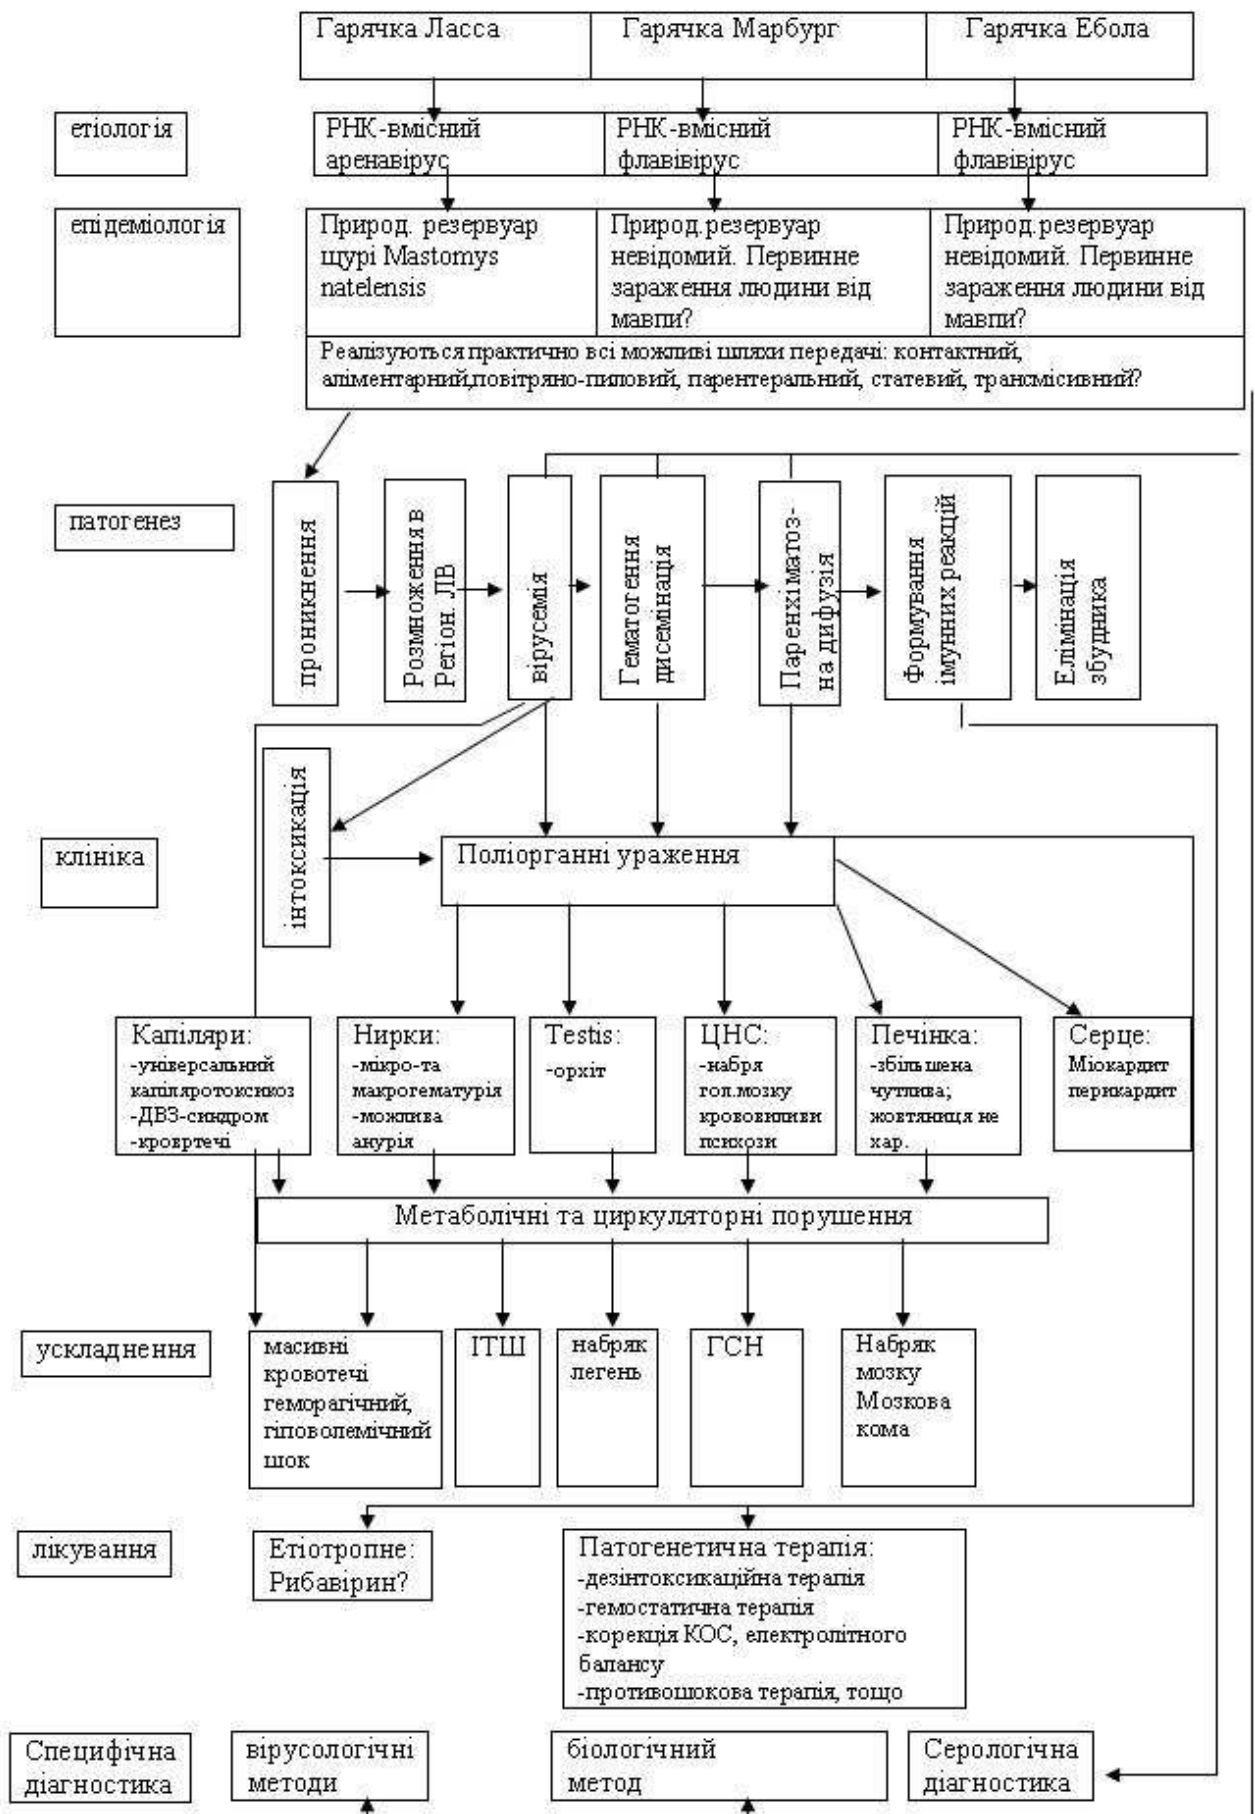 Гарячка Ласса
Гарячка Марбург
Гарячка Ебола
етіологія
РНК-вмісний
аренавірус
РНК-вмісний
флавівірус
РНК-вмісний
флавівірус
епідеміологія
Природ. резервуар
щурі Mastomys
natelensis
Природ.резервуар
невідомий. Первинне
зараження людини від
мавпи?
Природ.резервуар
невідомий. Первинне
зараження людини від
мавпи?
Реалізуються практично всі можливі шляхи передачі: контактний,
аліментарний,повітряно-пиловий, парентеральний, статевий, трансмісивний?
патогенез
проникнення
Розмноження в
Регіон. ЛВ
вірусемія
Гематогення
дисемінація
Паренхіматоз-
на дифузія
Формування
імунних реакцій
Елімінація
збудника
клініка
інтоксикація
Поліорганні ураження
Капіляри:
-універсальний
капіляротоксикоз
-ДВЗ-синдром
-кровртечі
Нирки:
-мікро-та
макрогематурія
-можлива
анурія
Testis:
-орхіт
ЦНС:
-набря
гол.мозку
крововиливи
психози
Печінка:
-збільшена
чутлива;
жовтяниця не
хар.
Серце:
Міокардит
перикардит
Метаболічні та циркуляторні порушення
ускладнення
масивні
кровотечі
геморагічний,
гіповолемічний
шок
ІТШ
набряк
легень
ГСН
Набряк
мозку
Мозкова
кома
лікування
Етіотропне:
Рибавірин?
Патогенетична терапія:
-дезінтоксикаційна терапія
-гемостатична терапія
-корекція КОС, електролітного
балансу
-противошокова терапія, тощо
Специфічна
діагностика
вірусологічні
методи
біологічний
метод
Серологічна
діагностика